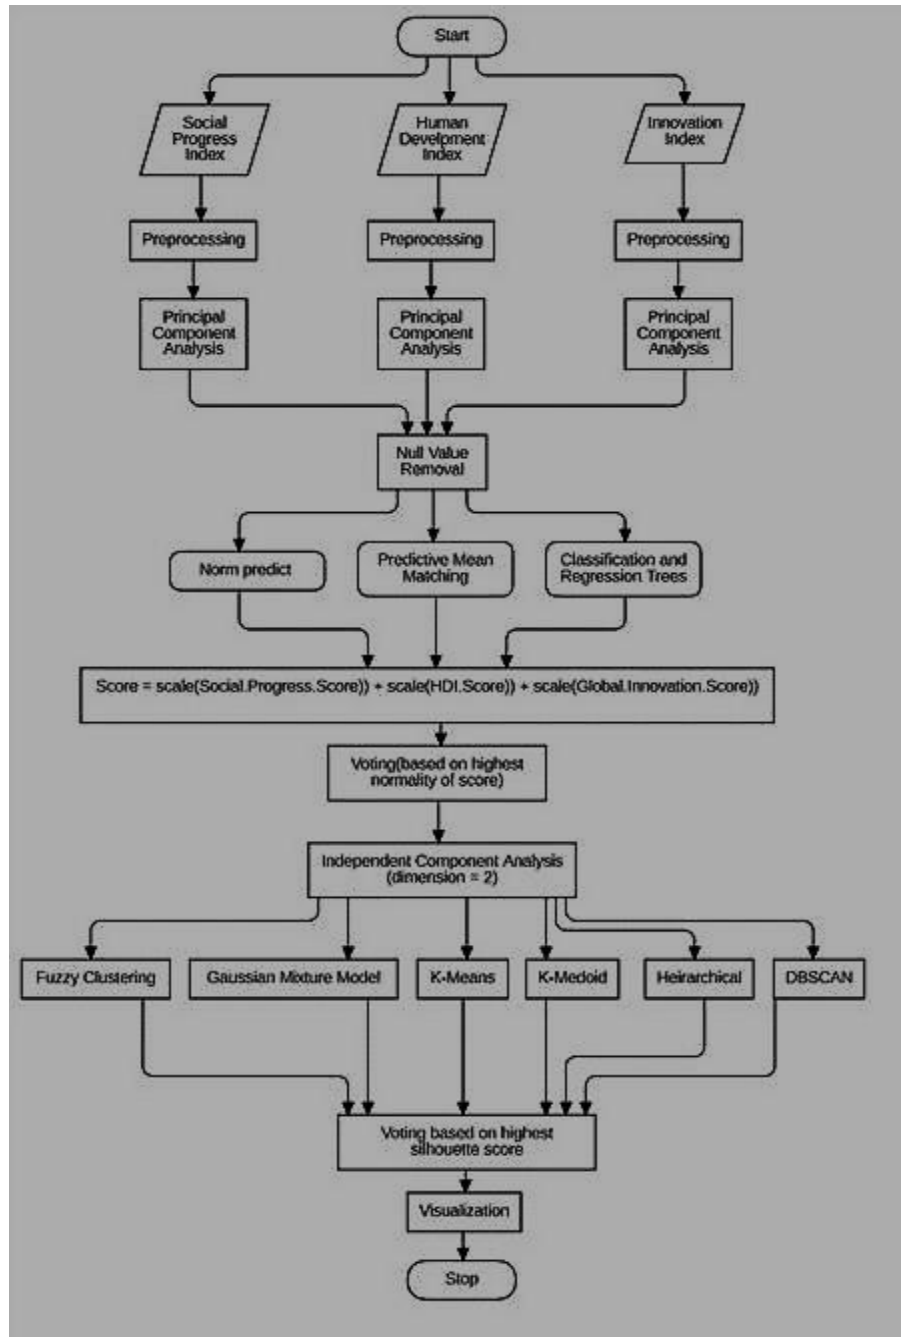 Start
Social
Progress
Index
Human
Develpment
Index
Innovation
Index
Preprocessing
Preprocessing
Preprocessing
Principal
Component
Analysis
Principal
Component
Analysis
Principal
Component
Analysis
Null Value
Removal
Norm predict
Predictive Mean
Matching
Classification and
Regression Trees
Score = scale(Social.Progress.Score)) + scale(HDI.Score)) + scale(Global.Innovation.Score))
Voting(based on highest
normality of score)
Independent Component Analysis
(dimension = 2)
Fuzzy Clustering
Gaussian Mixture Model
K-Means
K-Medoid
Heirarchical
DBSCAN
Voting based on highest
silhouette score
Visualization
Stop